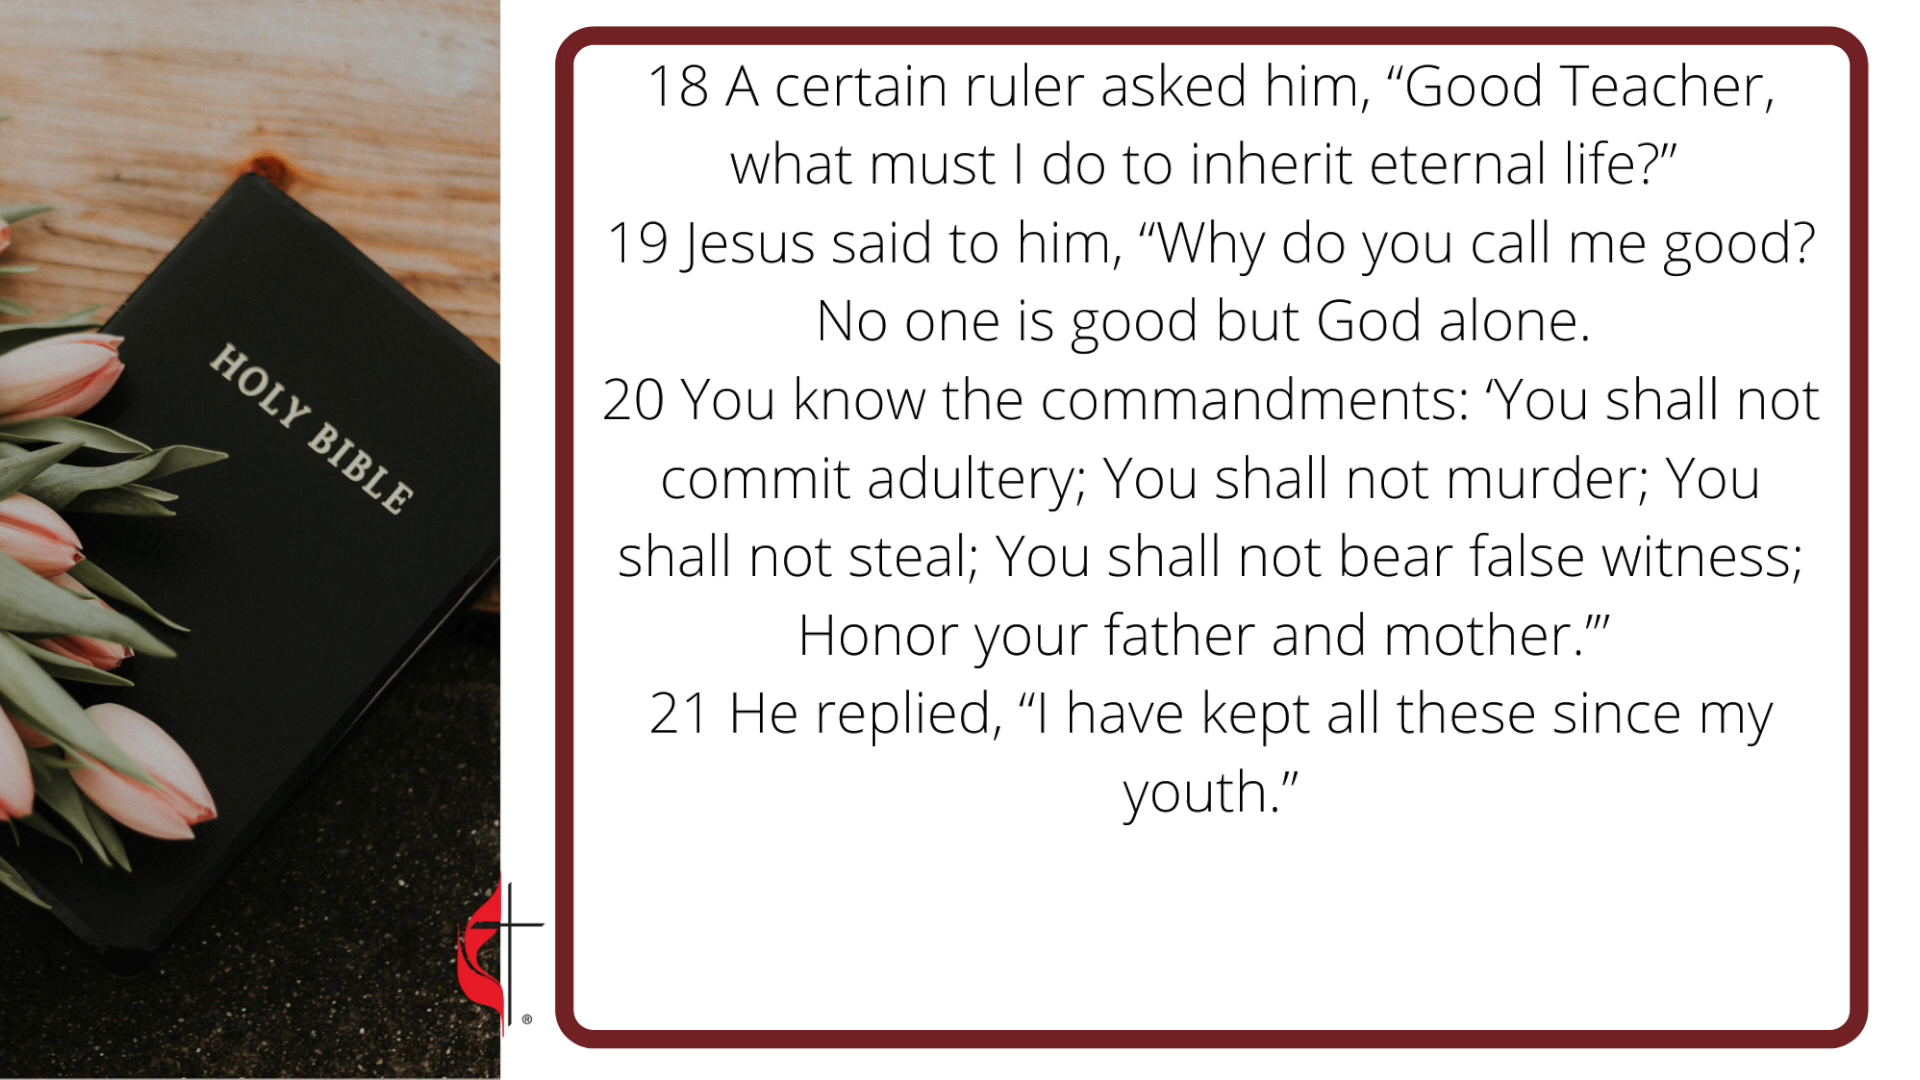 HOLY BIBLE
18 A certain ruler asked him, “Good Teacher,
what must I do to inherit eternal life?”
19 Jesus said to him, “Why do you call me good?
No one is good but God alone.
20 You know the commandments: ‘You shall not
commit adultery; You shall not murder; You
shall not steal; You shall not bear false witness;
Honor your father and mother.’”
21 He replied, “I have kept all these since my
youth.”
®